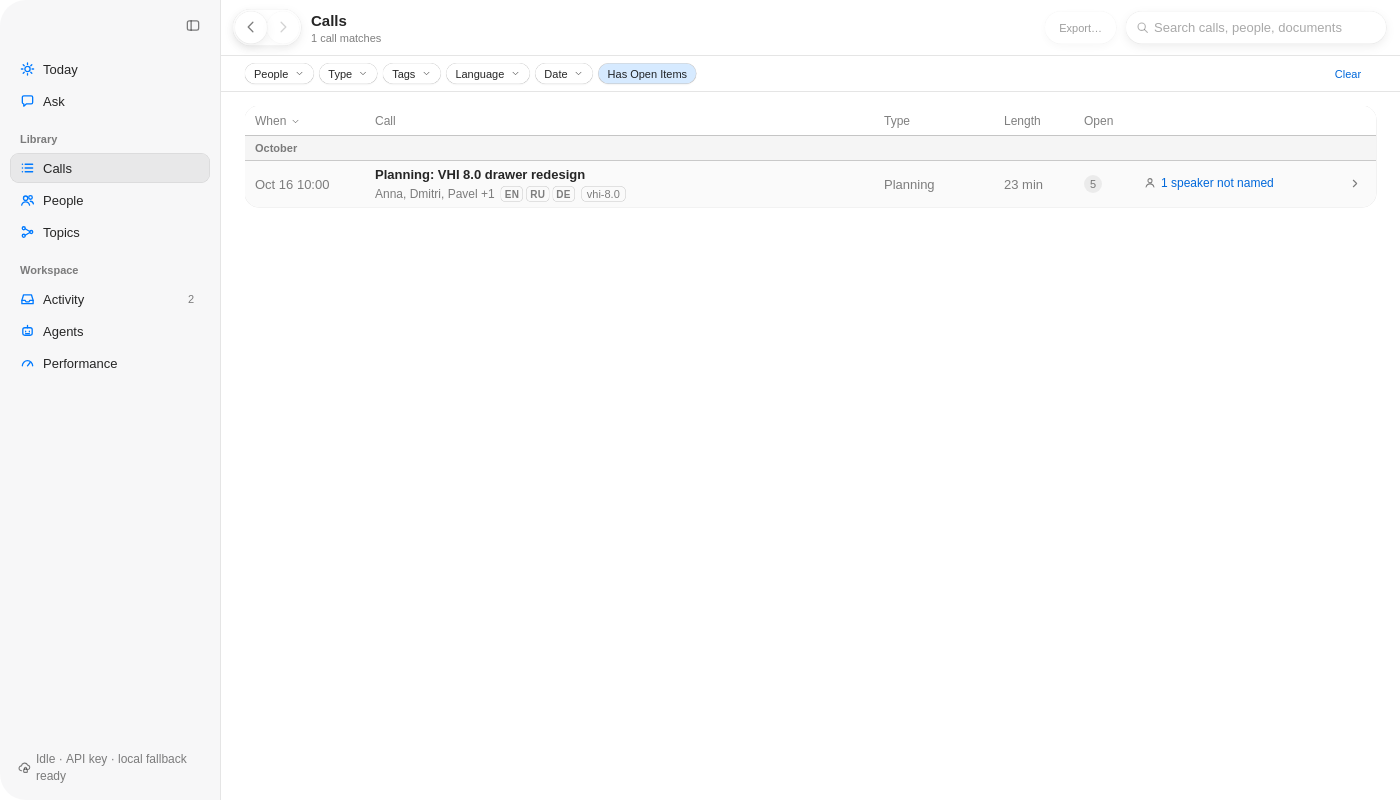 Today
Ask
Library
Calls
People
Topics
Workspace
Activity 2
Agents
Performance
Idle · API key · local fallback
ready
Calls
1 call matches
Export…
Search calls, people, documents
People Type Tags Language Date Has Open Items Clear
When Call Type Length Open
October
Oct 16 10:00 Planning: VHI 8.0 drawer redesign Planning 23 min 5 1 speaker not named
Anna, Dmitri, Pavel +1 EN RU DE vhi-8.0